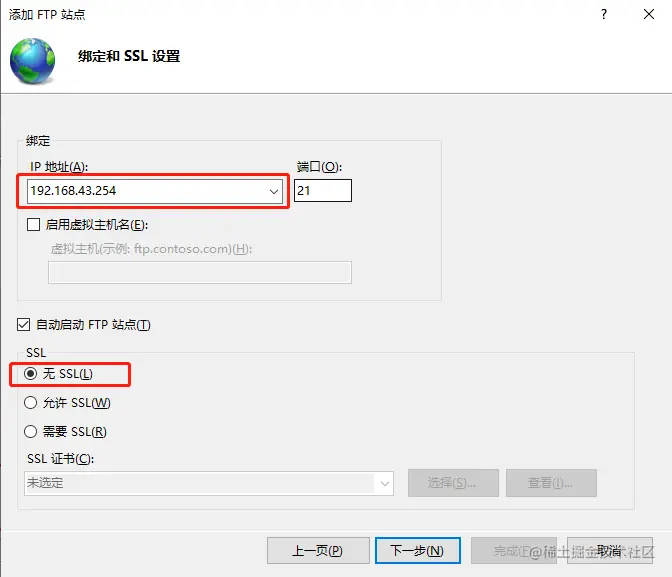 添加 FTP 站点
?
绑定和 SSL 设置
绑定
IP 地址(A): 端口(O):
192.168.43.254 21
启用虚拟主机名(E):
虚拟主机(示例: ftp.contoso.com)(H):
自动启动 FTP 站点(T)
SSL
无 SSL(L)
允许 SSL(W)
需要 SSL(R)
SSL 证书(C):
未选定 选择(S)... 查看(I)...
上一页(P) 下一步(N) 完成(F) 取消
@稀土掘金技术社区